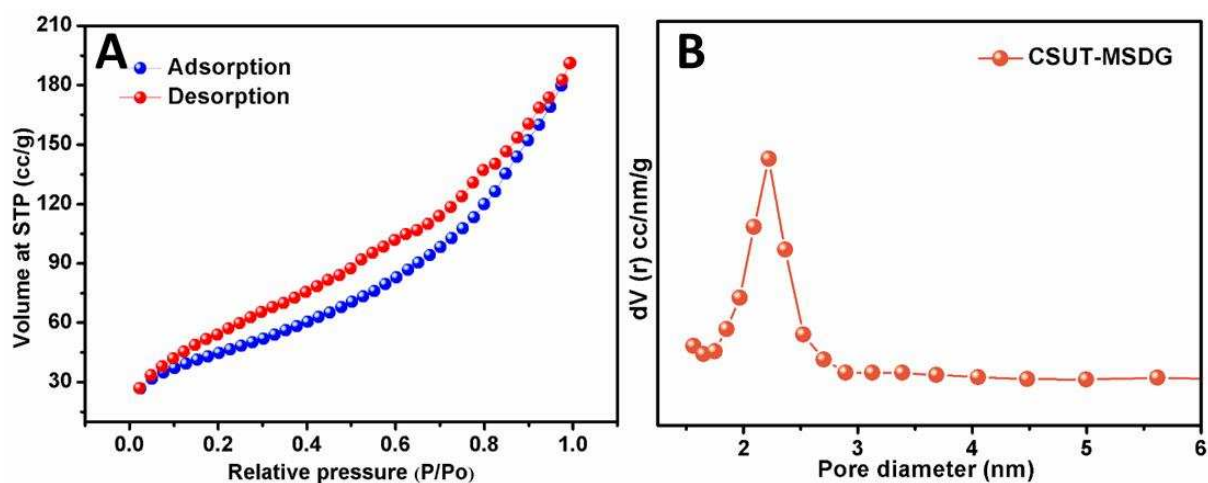 A
Adsorption
Desorption
Volume at STP (cc/g)
210
180
150
120
90
60
30
0.0 0.2 0.4 0.6 0.8 1.0
Relative pressure (P/Po)
B
CSUT-MSDG
dV (r) cc/nm/g
2 3 4 5 6
Pore diameter (nm)